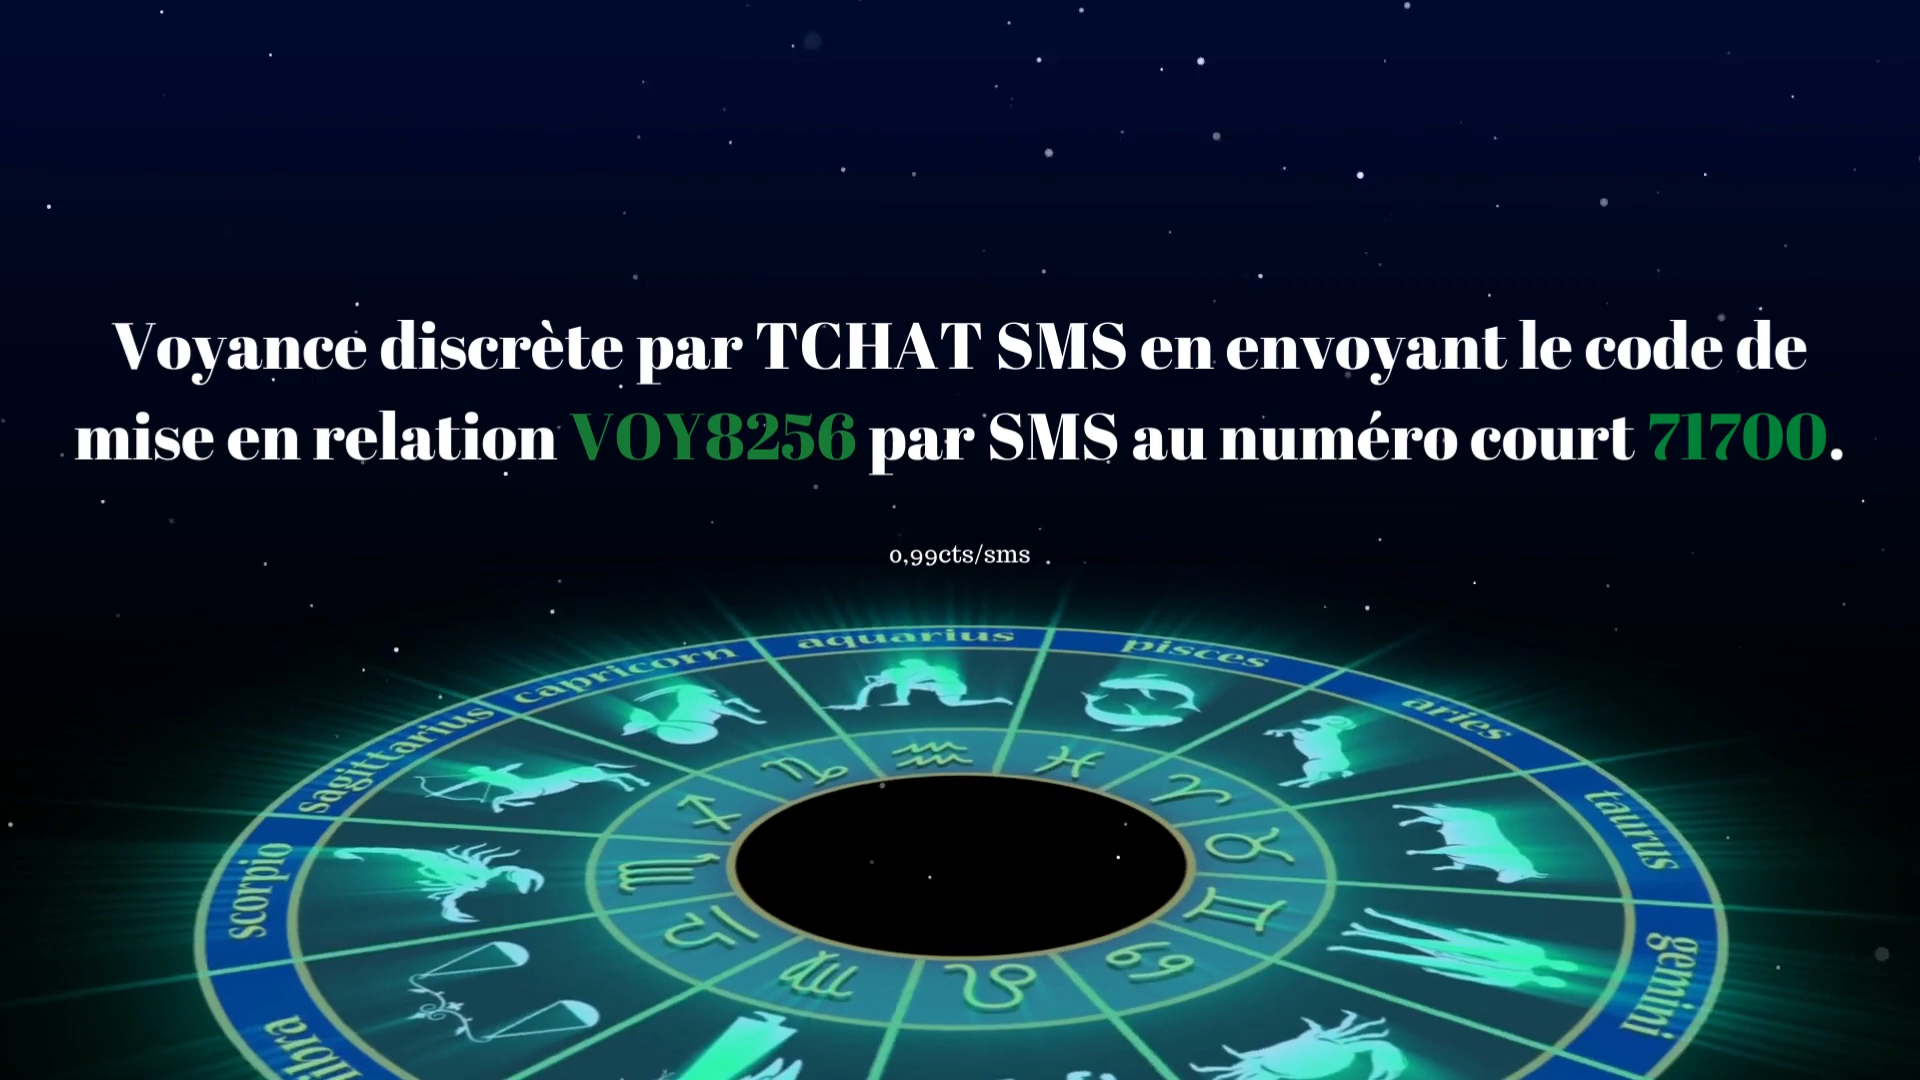 Voyance discrète par TCHAT SMS en envoyant le code de
mise en relation VOY8256 par SMS au numéro court 71700.
0,99cts/sms
aquarius
pisces
capricorn
aries
sagittarius
taurus
scorpio
gemini
libra